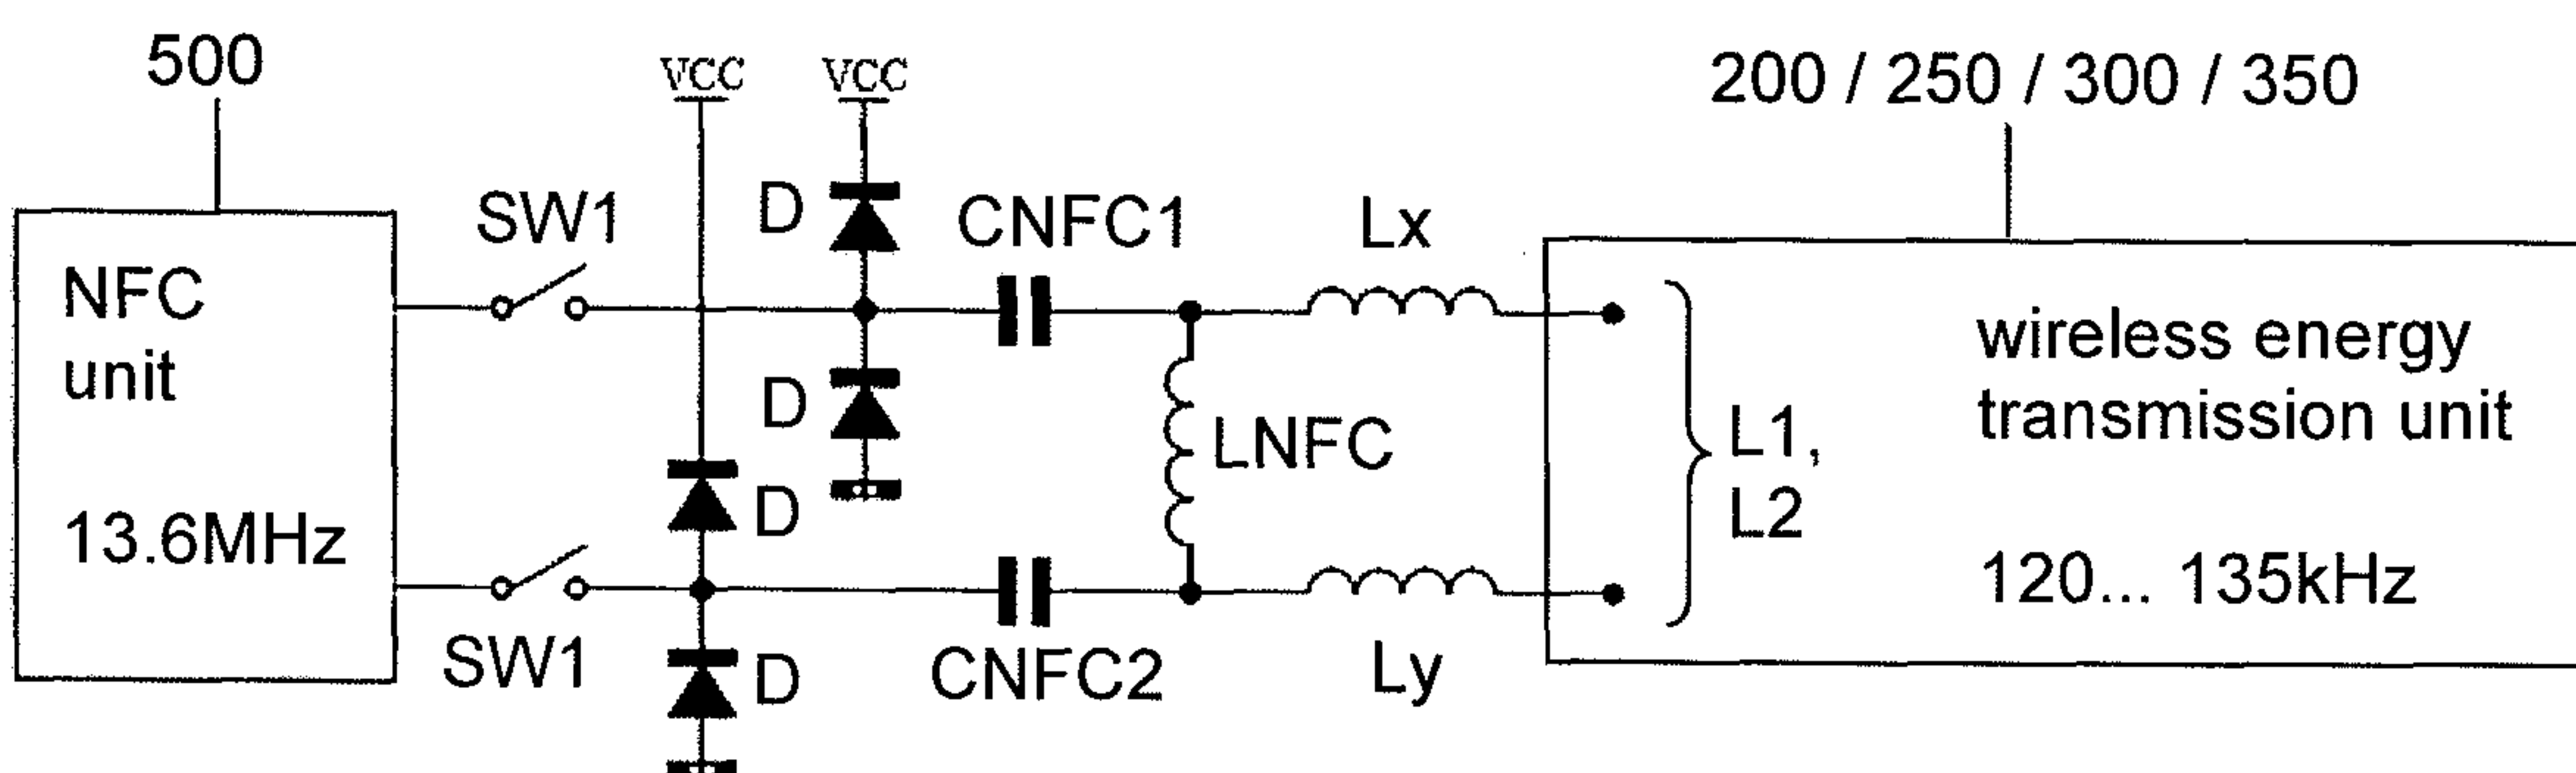 500
VCC
VCC
200 / 250 / 300 / 350
SW1
D
CNFC1
Lx
NFC
unit
13.6MHz
D
D
LNFC
L1,
L2
wireless energy
transmission unit
120... 135kHz
SW1
D
CNFC2
Ly